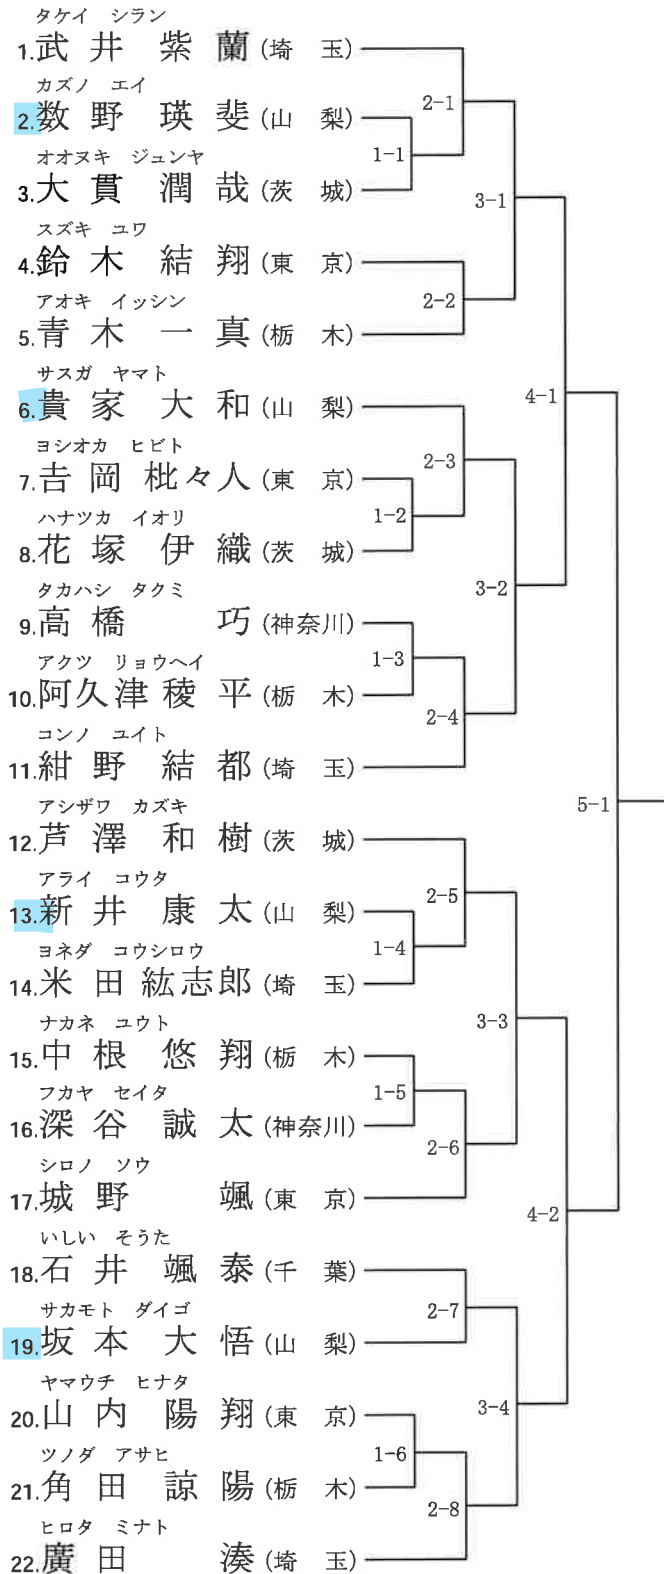 タケイ シラン
1.武井 紫蘭(埼 玉)
2-1
カズノ エイ
2.数野 瑛斐(山 梨)
1-1
オオヌキ ジュンヤ
3.大貫 潤哉(茨 城)
3-1
スズキ ユワ
4.鈴木 結翔(東 京)
2-2
アオキ イッシン
5.青木 一真(栃 木)
4-1
サスガ ヤマト
6.貴家 大和(山 梨)
2-3
ヨシオカ ヒビト
7.𠮷岡 枇々人(東 京)
1-2
ハナツカ イオリ
8.花塚 伊織(茨 城)
3-2
タカハシ タクミ
9.高橋 巧(神奈川)
1-3
アクツ リョウヘイ
10.阿久津 稜平(栃 木)
2-4
コンノ ユイト
11.紺野 結都(埼 玉)
5-1
アシザワ カズキ
12.芦澤 和樹(茨 城)
2-5
アライ コウタ
13.新井 康太(山 梨)
1-4
ヨネダ コウシロウ
14.米田 紘志郎(埼 玉)
3-3
ナカネ ユウト
15.中根 悠翔(栃 木)
1-5
フカヤ セイタ
16.深谷 誠太(神奈川)
2-6
シロノ ソウ
17.城野 颯(東 京)
4-2
いしい そうた
18.石井 颯泰(千 葉)
2-7
サカモト ダイゴ
19.坂本 大悟(山 梨)
ヤマウチ ヒナタ
20.山内 陽翔(東 京)
3-4
1-6
ツノダ アサヒ
21.角田 諒陽(栃 木)
2-8
ヒロタ ミナト
22.廣田 湊(埼 玉)